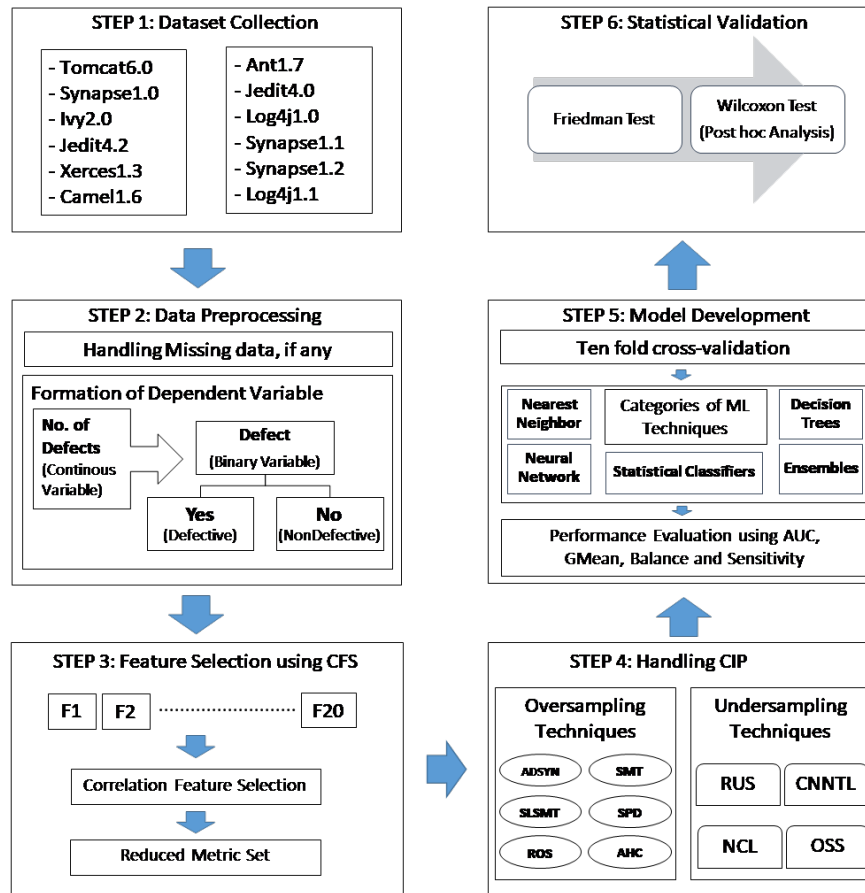 STEP 1: Dataset Collection
- Tomcat6.0
- Synapse1.0
- Ivy2.0
- Jedit4.2
- Xerces1.3
- Camel1.6
- Ant1.7
- Jedit4.0
- Log4j1.0
- Synapse1.1
- Synapse1.2
- Log4j1.1
STEP 2: Data Preprocessing
Handling Missing data, if any
Formation of Dependent Variable
No. of
Defects
(Continous
Variable)
Defect
(Binary Variable)
Yes
(Defective)
No
(NonDefective)
STEP 3: Feature Selection using CFS
F1
F2
F20
Correlation Feature Selection
Reduced Metric Set
STEP 4: Handling CIP
Oversampling
Techniques
ADSYN
SMT
SLSMT
SPD
ROS
AHC
Undersampling
Techniques
RUS
CNNTL
NCL
OSS
STEP 5: Model Development
Ten fold cross-validation
Nearest
Neighbor
Categories of ML
Techniques
Decision
Trees
Neural
Network
Statistical Classifiers
Ensembles
Performance Evaluation using AUC,
GMean, Balance and Sensitivity
STEP 6: Statistical Validation
Friedman Test
Wilcoxon Test
(Post hoc Analysis)